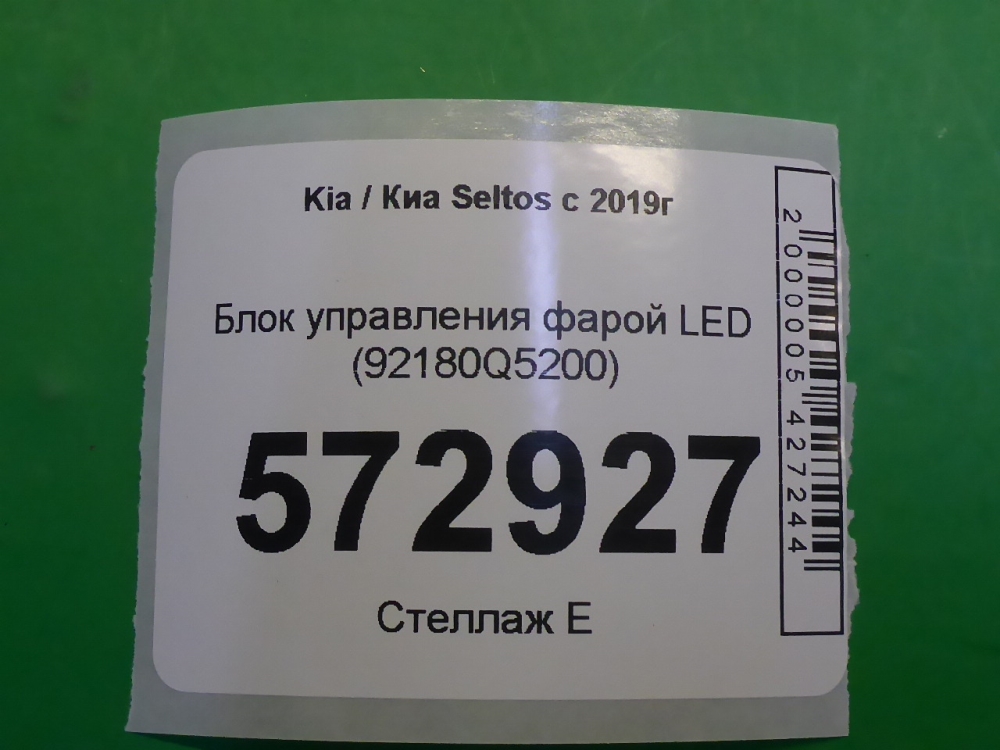 Kia / Киа Seltos с 2019г
Блок управления фарой LED
(92180Q5200)
572927
Стеллаж Е
2000005427244